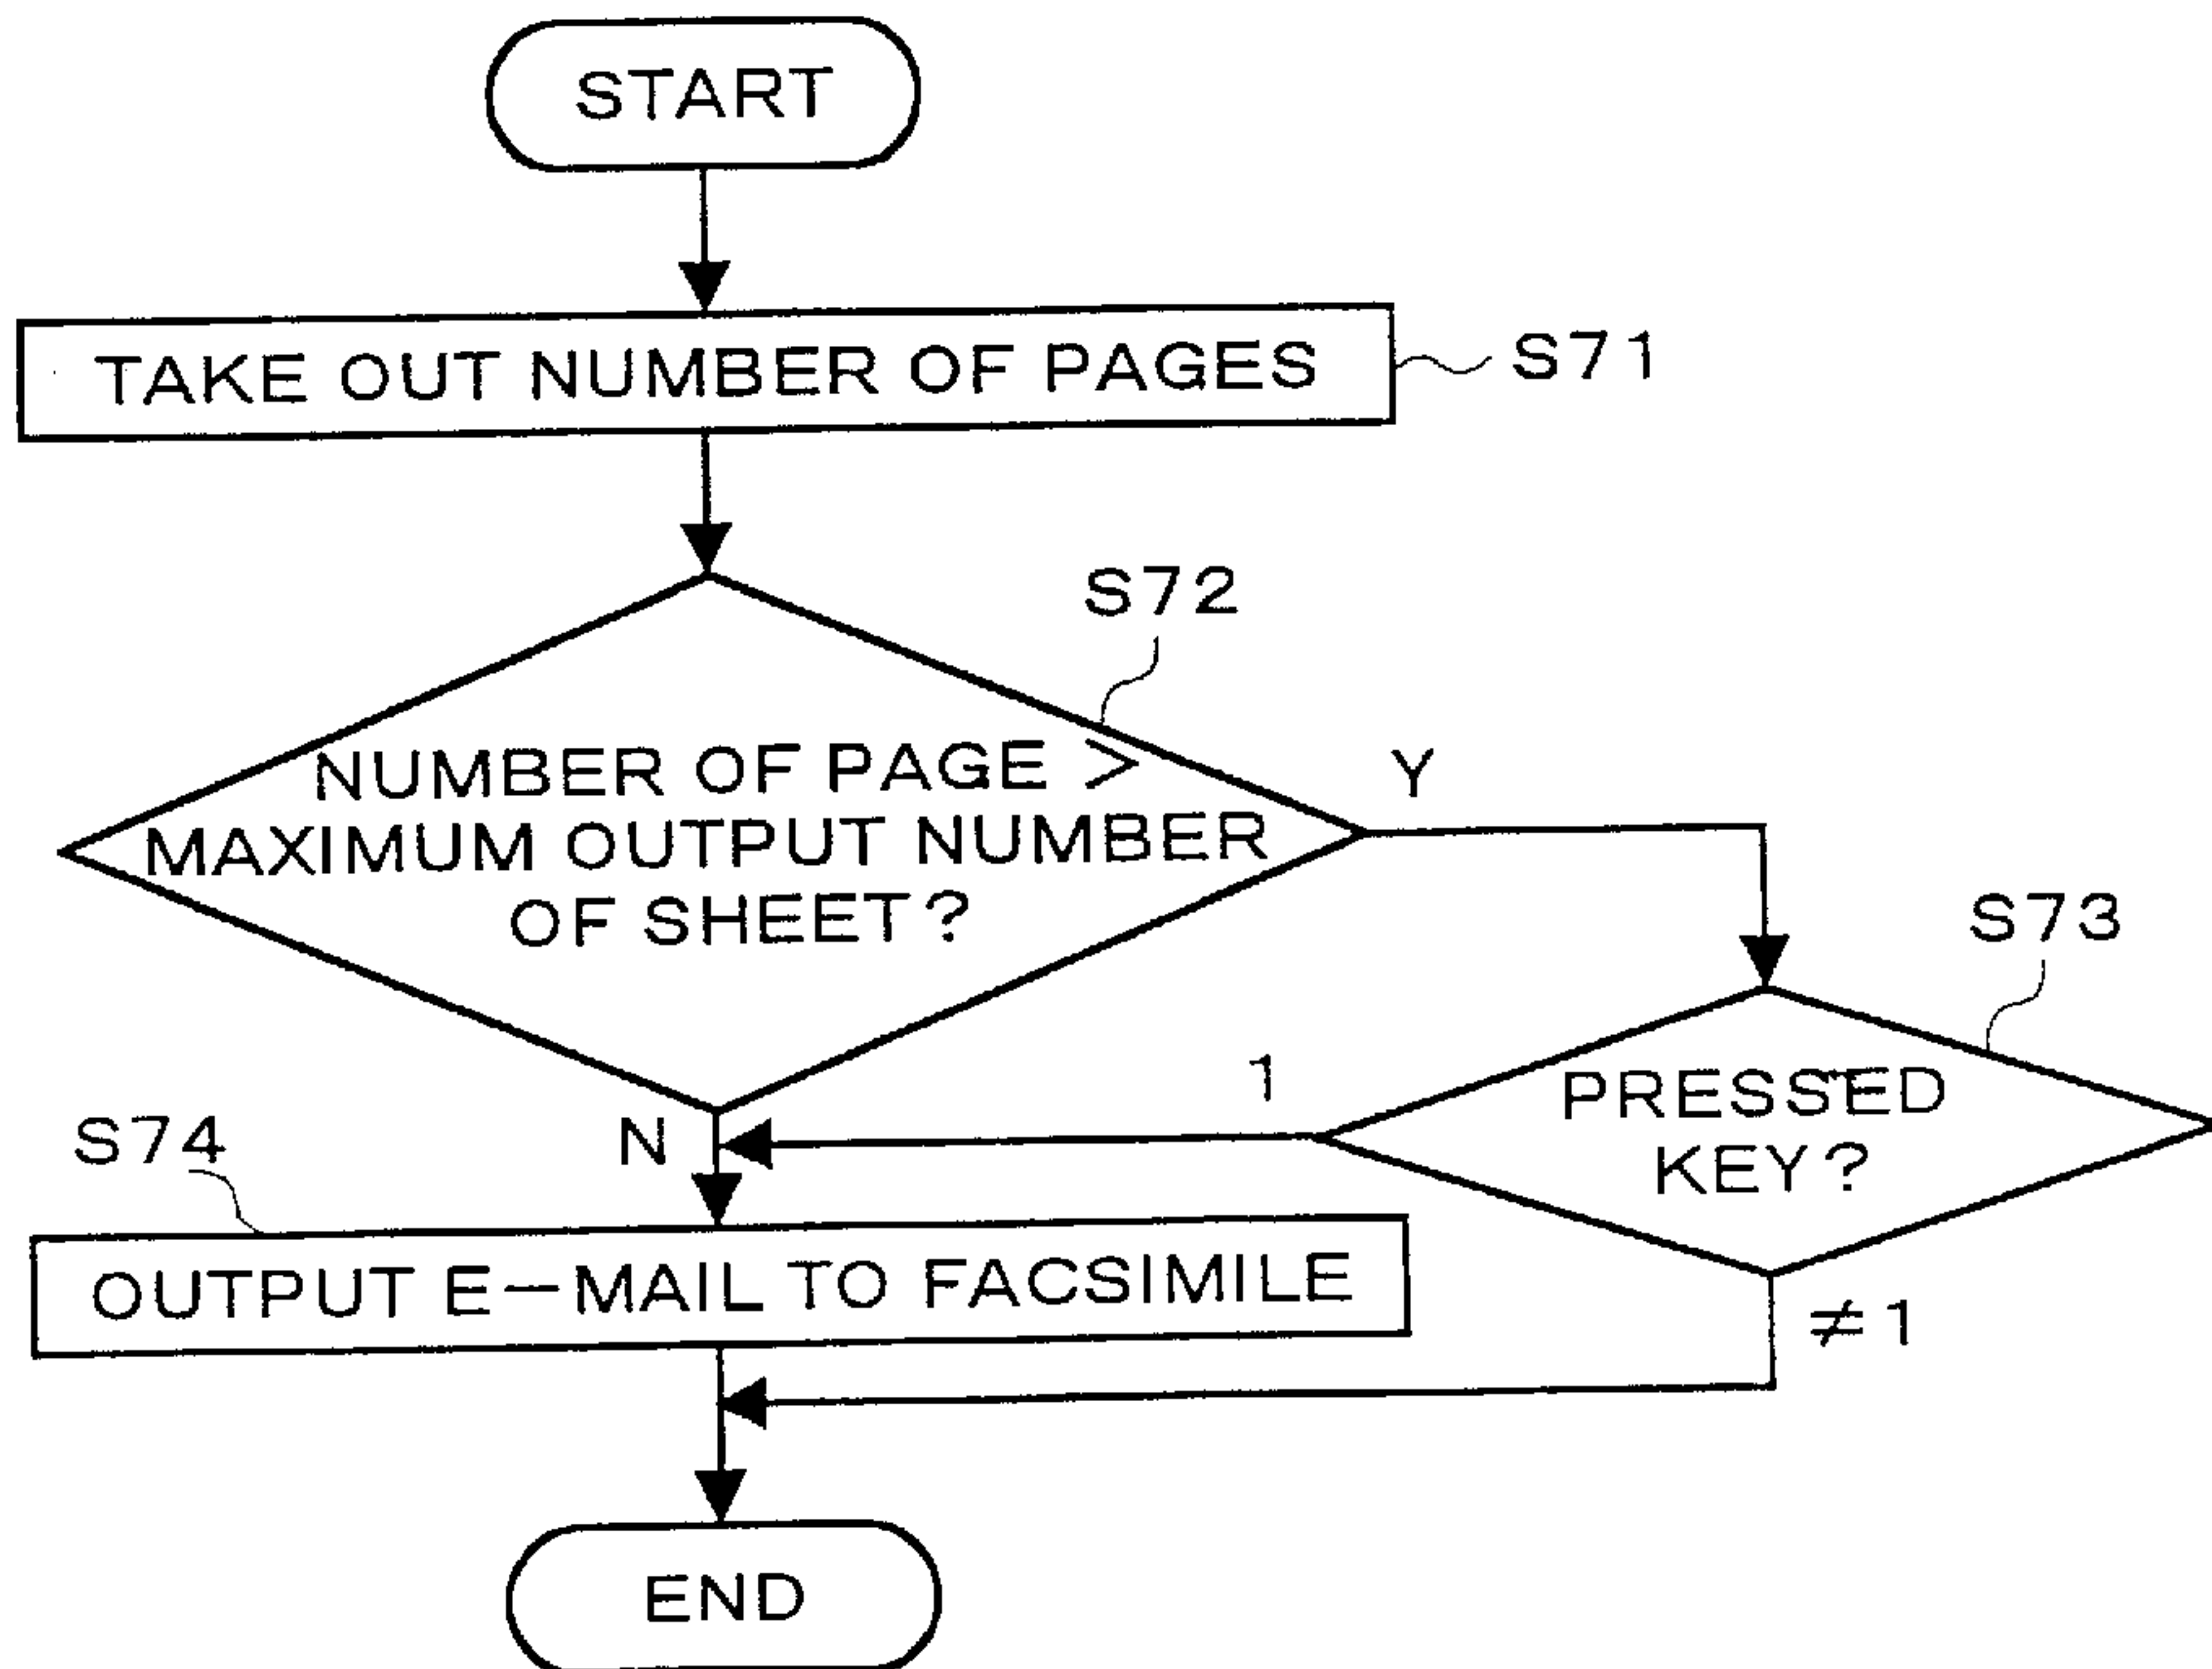 START
TAKE OUT NUMBER OF PAGES
S71
S72
NUMBER OF PAGE >
MAXIMUM OUTPUT NUMBER
OF SHEET?
Y
S73
PRESSED
KEY?
1
N
≠1
S74
OUTPUT E-MAIL TO FACSIMILE
END